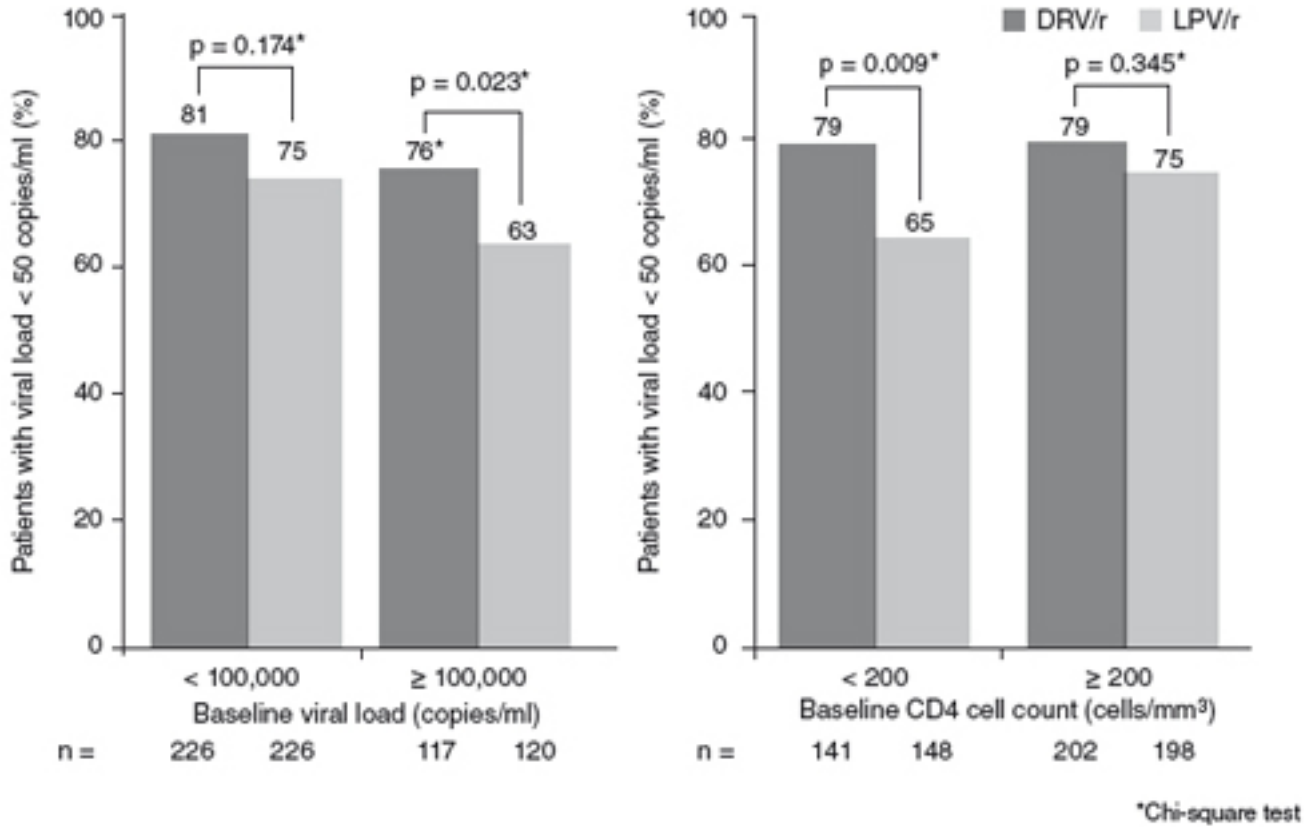 Patients with viral load < 50 copies/ml (%)
100
80
60
40
20
0
p = 0.174*
81
75
p = 0.023*
76*
63
< 100,000
≥ 100,000
Baseline viral load (copies/ml)
n =
226
226
117
120
Patients with viral load < 50 copies/ml (%)
100
80
60
40
20
0
DRV/r
LPV/r
p = 0.009*
79
65
p = 0.345*
79
75
< 200
≥ 200
Baseline CD4 cell count (cells/mm³)
n =
141
148
202
198
*Chi-square test